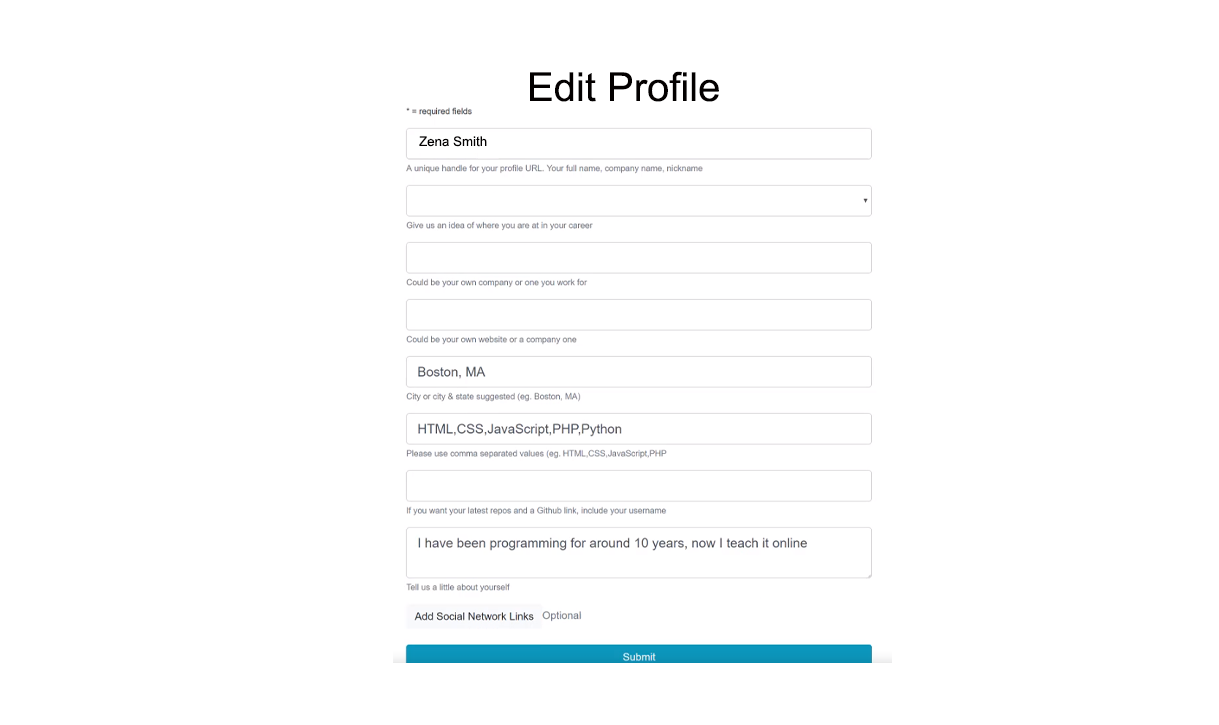 Edit Profile
* = required fields
Zena Smith
A unique handle for your profile URL. Your full name, company name, nickname
Give us an idea of where you are at in your career
Could be your own company or one you work for
Could be your own website or a company one
Boston, MA
City or city & state suggested (eg. Boston, MA)
HTML,CSS,JavaScript,PHP,Python
Please use comma separated values (eg. HTML,CSS,JavaScript,PHP
If you want your latest repos and a Github link, include your username
I have been programming for around 10 years, now I teach it online
Tell us a little about yourself
Add Social Network Links Optional
Submit